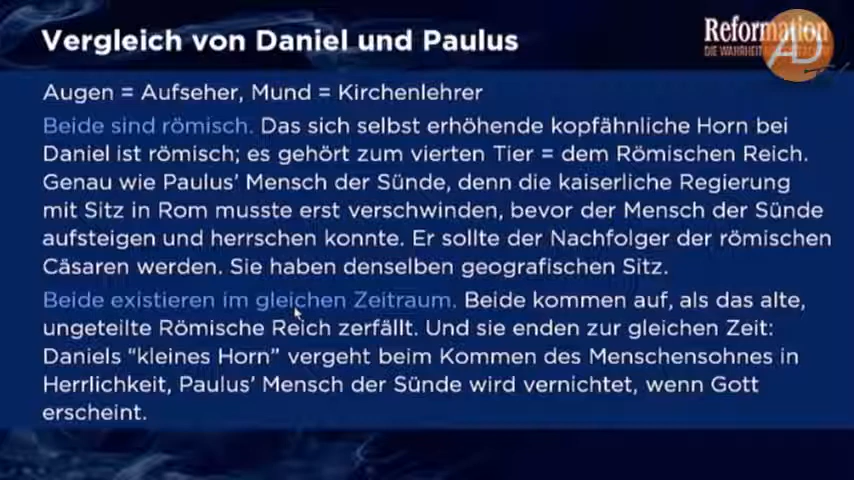 Vergleich von Daniel und Paulus
Reformation
Augen = Aufseher, Mund = Kirchenlehrer
Beide sind römisch. Das sich selbst erhöhende kopfähnliche Horn bei
Daniel ist römisch; es gehört zum vierten Tier = dem Römischen Reich.
Genau wie Paulus’ Mensch der Sünde, denn die kaiserliche Regierung
mit Sitz in Rom musste erst verschwinden, bevor der Mensch der Sünde
aufsteigen und herrschen konnte. Er sollte der Nachfolger der römischen
Cäsaren werden. Sie haben denselben geografischen Sitz.
Beide existieren im gleichen Zeitraum. Beide kommen auf, als das alte,
ungeteilte Römische Reich zerfällt. Und sie enden zur gleichen Zeit:
Daniels “kleines Horn” vergeht beim Kommen des Menschensohnes in
Herrlichkeit, Paulus’ Mensch der Sünde wird vernichtet, wenn Gott
erscheint.